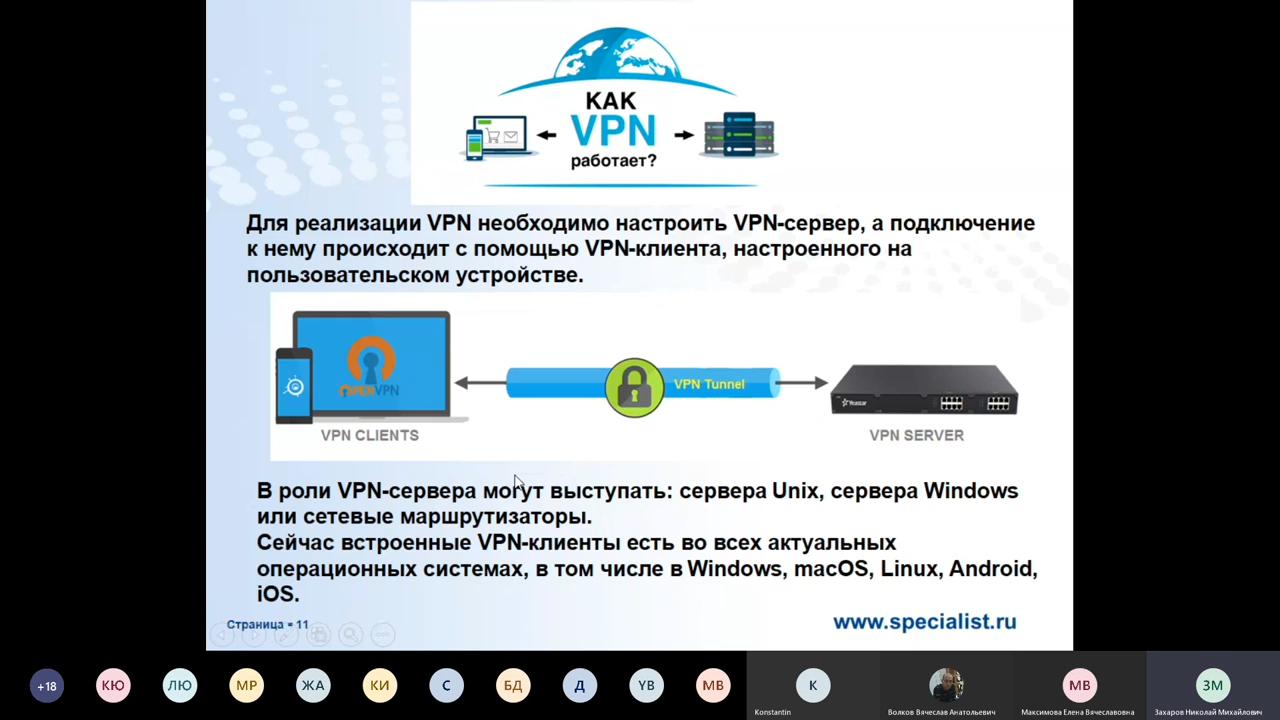 КАК
VPN
работает?
Для реализации VPN необходимо настроить VPN-сервер, а подключение
к нему происходит с помощью VPN-клиента, настроенного на
пользовательском устройстве.
OPENVPN
VPN Tunnel
Yeastar
VPN CLIENTS
VPN SERVER
В роли VPN-сервера могут выступать: сервера Unix, сервера Windows
или сетевые маршрутизаторы.
Сейчас встроенные VPN-клиенты есть во всех актуальных
операционных системах, в том числе в Windows, macOS, Linux, Android,
iOS.
Страница = 11
www.specialist.ru
+18
КЮ
ЛЮ
МР
ЖА
КИ
С
БД
Д
YB
МВ
K
МВ
ЗМ
Konstantin
Волков Вячеслав Анатольевич
Максимова Елена Вячеславовна
Захаров Николай Михайлович